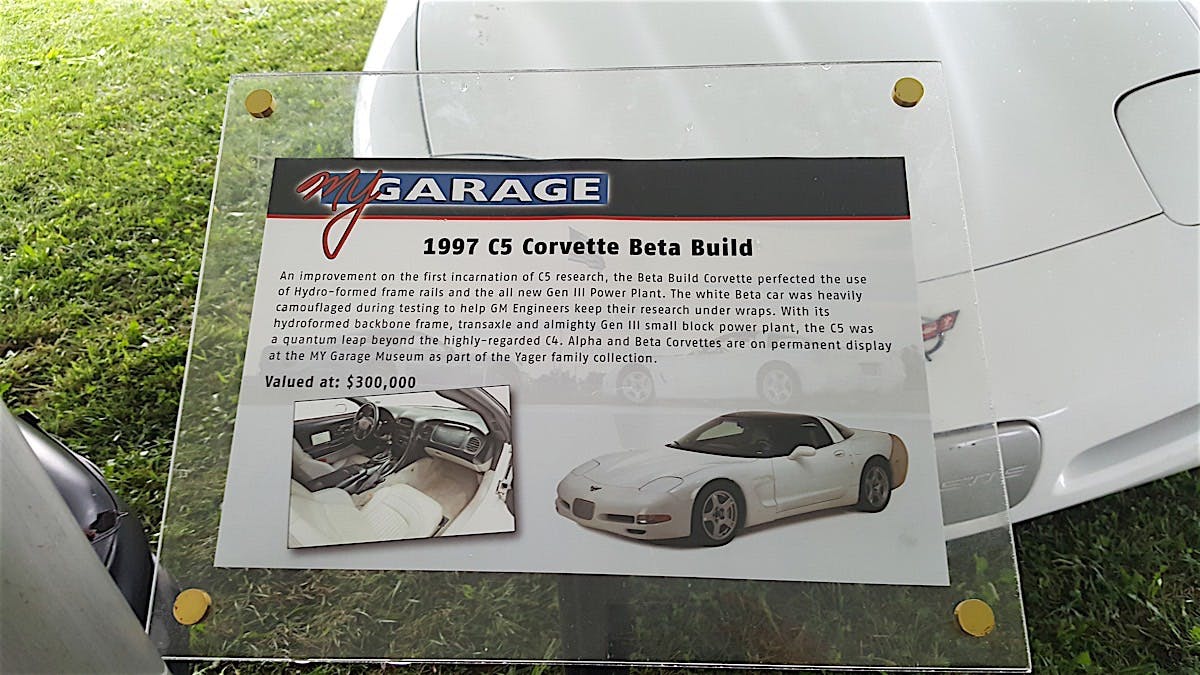 MY GARAGE
1997 C5 Corvette Beta Build
An improvement on the first incarnation of C5 research, the Beta Build Corvette perfected the use
of Hydro-formed frame rails and the all new Gen III Power Plant. The white Beta car was heavily
camouflaged during testing to help GM Engineers keep their research under wraps. With its
hydroformed backbone frame, transaxle and almighty Gen III small block power plant, the C5 was
a quantum leap beyond the highly-regarded C4. Alpha and Beta Corvettes are on permanent display
at the MY Garage Museum as part of the Yager family collection.
Valued at: $300,000